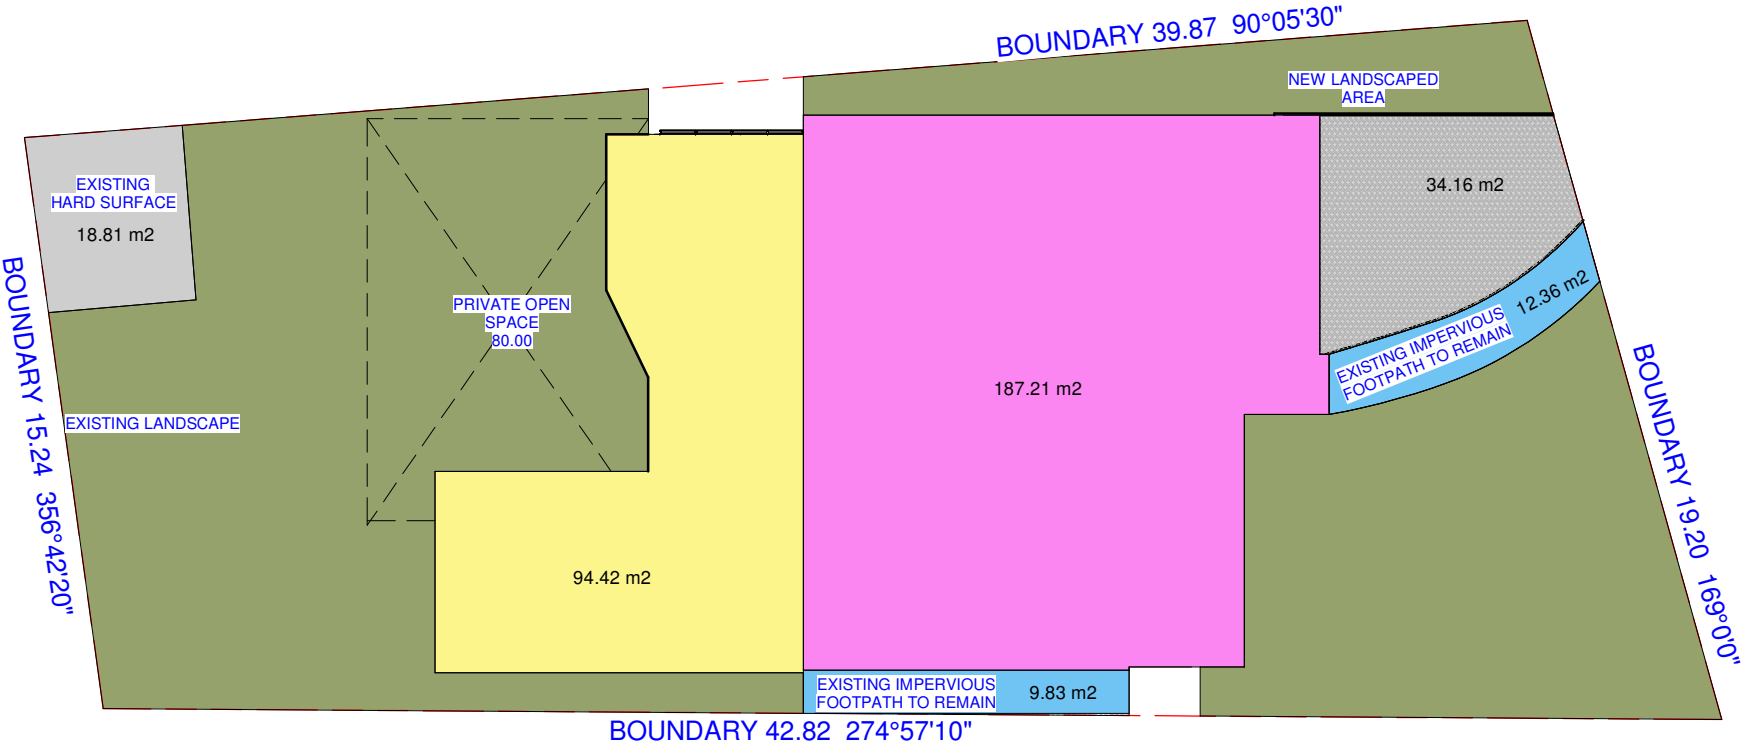 BOUNDARY 39.87 90°05'30"
NEW LANDSCAPED
AREA
EXISTING
HARD SURFACE
18.81 m2
34.16 m2
PRIVATE OPEN
SPACE
80.00
12.36 m2
EXISTING IMPERVIOUS
FOOTPATH TO REMAIN
BOUNDARY 15.24 356°42'20"
187.21 m2
EXISTING LANDSCAPE
BOUNDARY 19.20 169°0'0"
94.42 m2
EXISTING IMPERVIOUS
FOOTPATH TO REMAIN
9.83 m2
BOUNDARY 42.82 274°57'10"